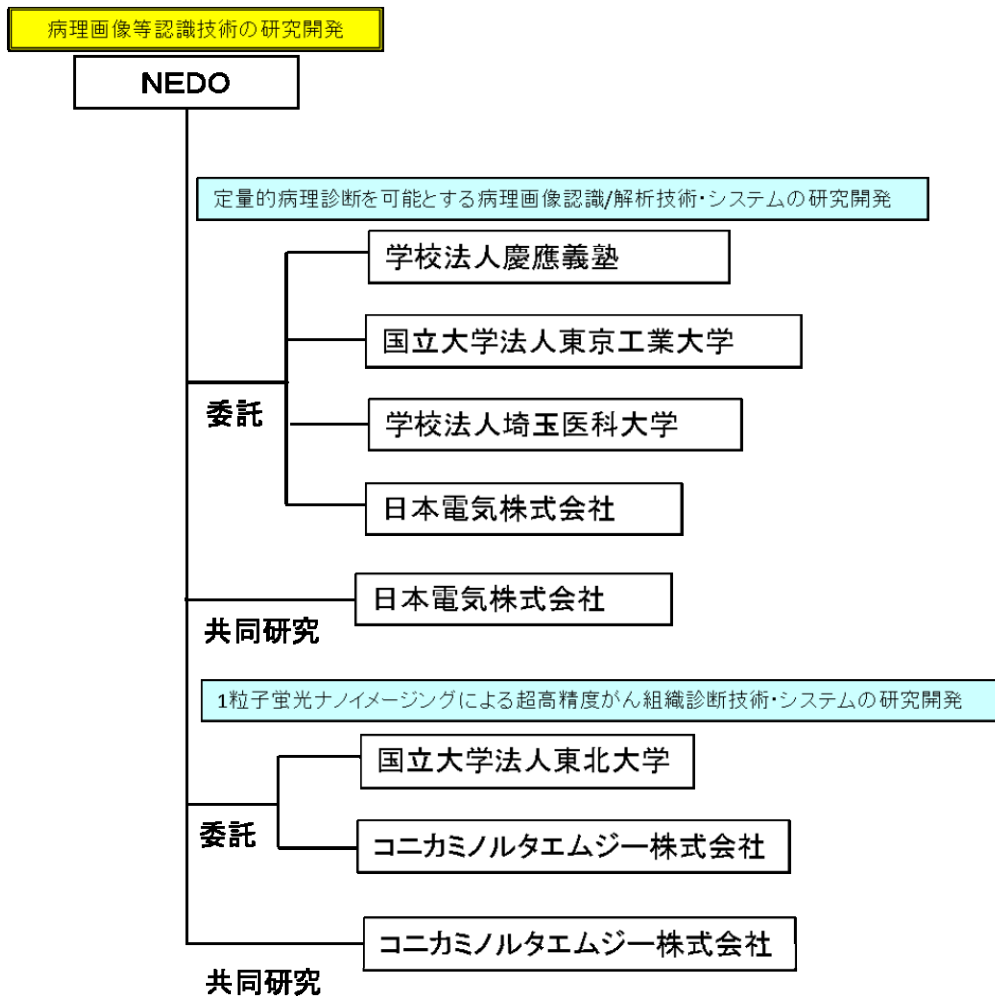 病理画像等認識技術の研究開発
NEDO
定量的病理診断を可能とする病理画像認識/解析技術・システムの研究開発
学校法人慶應義塾
国立大学法人東京工業大学
委託
学校法人埼玉医科大学
日本電気株式会社
日本電気株式会社
共同研究
1粒子蛍光ナノイメージングによる超高精度がん組織診断技術・システムの研究開発
国立大学法人東北大学
委託
コニカミノルタエムジー株式会社
コニカミノルタエムジー株式会社
共同研究